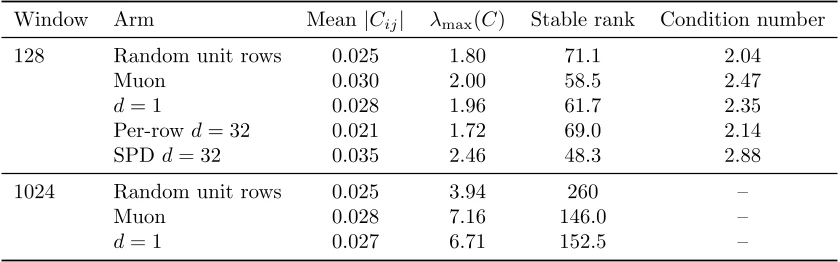 Window Arm Mean |C_{ij}| λ_{max}(C) Stable rank Condition number
128 Random unit rows 0.025 1.80 71.1 2.04
Muon 0.030 2.00 58.5 2.47
d = 1 0.028 1.96 61.7 2.35
Per-row d = 32 0.021 1.72 69.0 2.14
SPD d = 32 0.035 2.46 48.3 2.88
1024 Random unit rows 0.025 3.94 260 –
Muon 0.028 7.16 146.0 –
d = 1 0.027 6.71 152.5 –